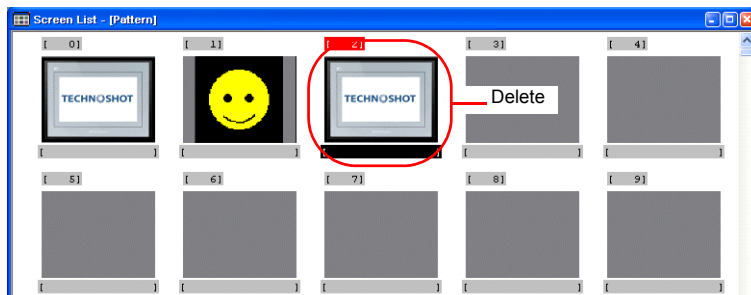 Screen List - [Pattern]
[ 0] [ 1] [ 2] [ 3] [ 4]
TECHNOSHOT TECHNOSHOT Delete
[ ] [ ] [ ] [ ] [ ]
[ 5] [ 6] [ 7] [ 8] [ 9]
[ ] [ ] [ ] [ ] [ ]